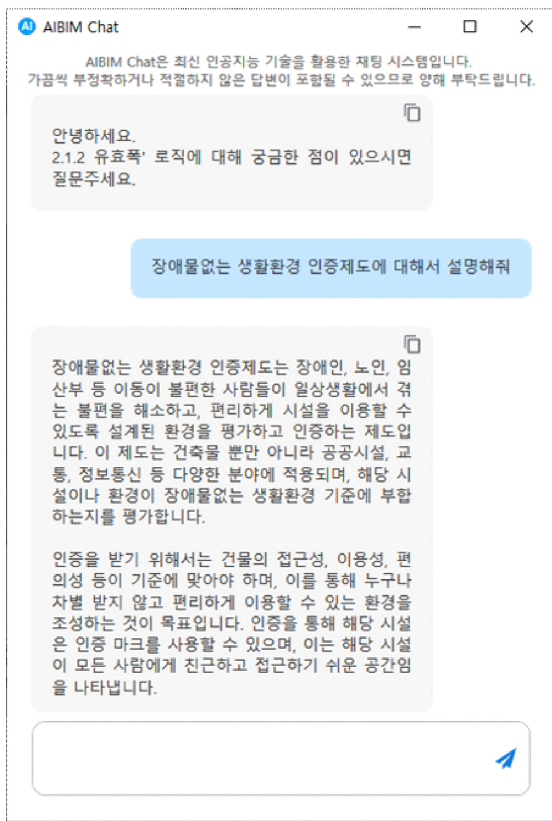 AI AIBIM Chat
AIBIM Chat은 최신 인공지능 기술을 활용한 채팅 시스템입니다.
가끔씩 부정확하거나 적절하지 않은 답변이 포함될 수 있으므로 양해 부탁드립니다.
안녕하세요.
2.1.2 유효폭' 로직에 대해 궁금한 점이 있으시면
질문주세요.
장애물없는 생활환경 인증제도에 대해서 설명해줘
장애물없는 생활환경 인증제도는 장애인, 노인, 임
산부 등 이동이 불편한 사람들이 일상생활에서 겪
는 불편을 해소하고, 편리하게 시설을 이용할 수
있도록 설계된 환경을 평가하고 인증하는 제도입
니다. 이 제도는 건축물 뿐만 아니라 공공시설, 교
통, 정보통신 등 다양한 분야에 적용되며, 해당 시
설이나 환경이 장애물없는 생활환경 기준에 부합
하는지를 평가합니다.
인증을 받기 위해서는 건물의 접근성, 이용성, 편
의성 등이 기준에 맞아야 하며, 이를 통해 누구나
차별 받지 않고 편리하게 이용할 수 있는 환경을
조성하는 것이 목표입니다. 인증을 통해 해당 시설
은 인증 마크를 사용할 수 있으며, 이는 해당 시설
이 모든 사람에게 친근하고 접근하기 쉬운 공간임
을 나타냅니다.